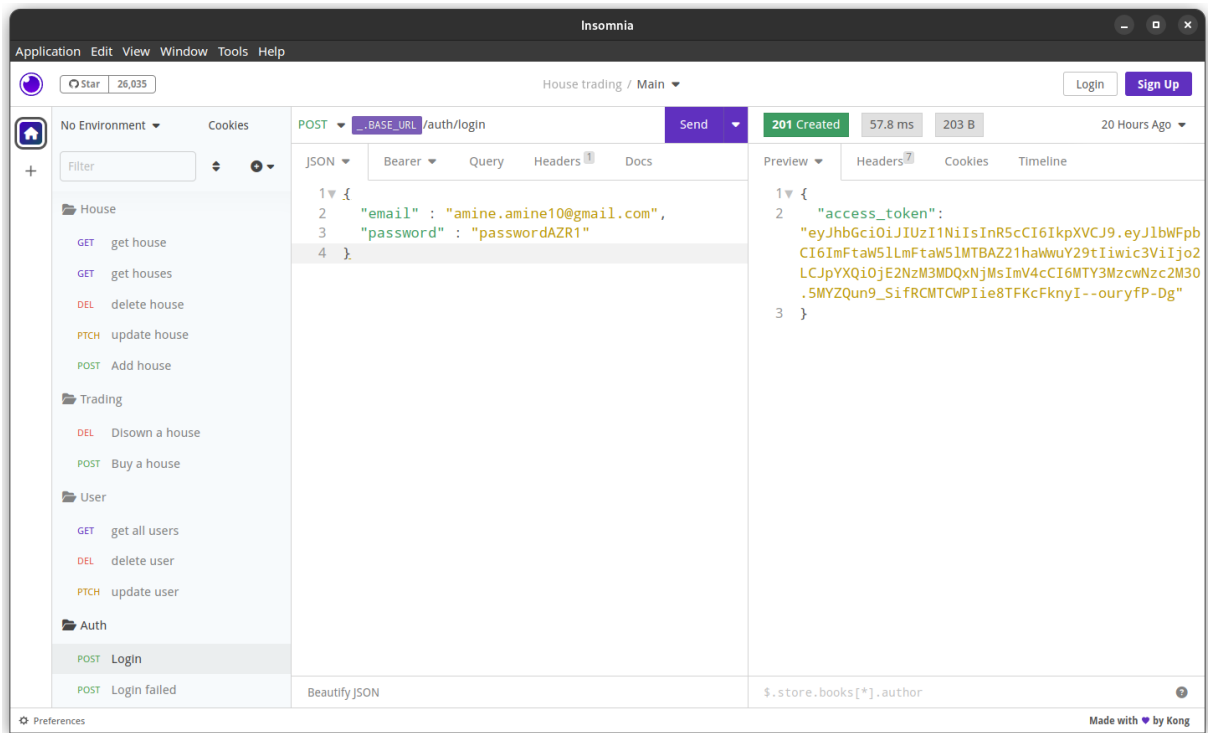 Insomnia
Application Edit View Window Tools Help
Star 26,035
House trading / Main
Login
Sign Up
No Environment
Cookies
Filter
House
GET get house
GET get houses
DEL delete house
PTCH update house
POST Add house
Trading
DEL Disown a house
POST Buy a house
User
GET get all users
DEL delete user
PTCH update user
Auth
POST Login
POST Login failed
POST _.BASE_URL /auth/login
Send
JSON Bearer Query Headers 1 Docs
1 {
2 "email" : "amine.amine10@gmail.com",
3 "password" : "passwordAZR1"
4 }
Beautify JSON
201 Created 57.8 ms 203 B 20 Hours Ago
Preview Headers 7 Cookies Timeline
1 {
2 "access_token":
"eyJhbGciOiJIUzI1NiIsInR5cCI6IkpXVCJ9.eyJlbWFpb
CI6ImFtaW5lLmFtaW5lMTBAZ21haWwuY29tIiwic3ViIjo2
LCJpYXQiOjE2NzM3MDQxNjMsImV4cCI6MTY3MzcwNzc2M30
.5MYZQun9_SifRCMTCWPIie8TFKcFknyI--ouryfP-Dg"
3 }
$.store.books[*].author
Preferences
Made with ♥ by Kong